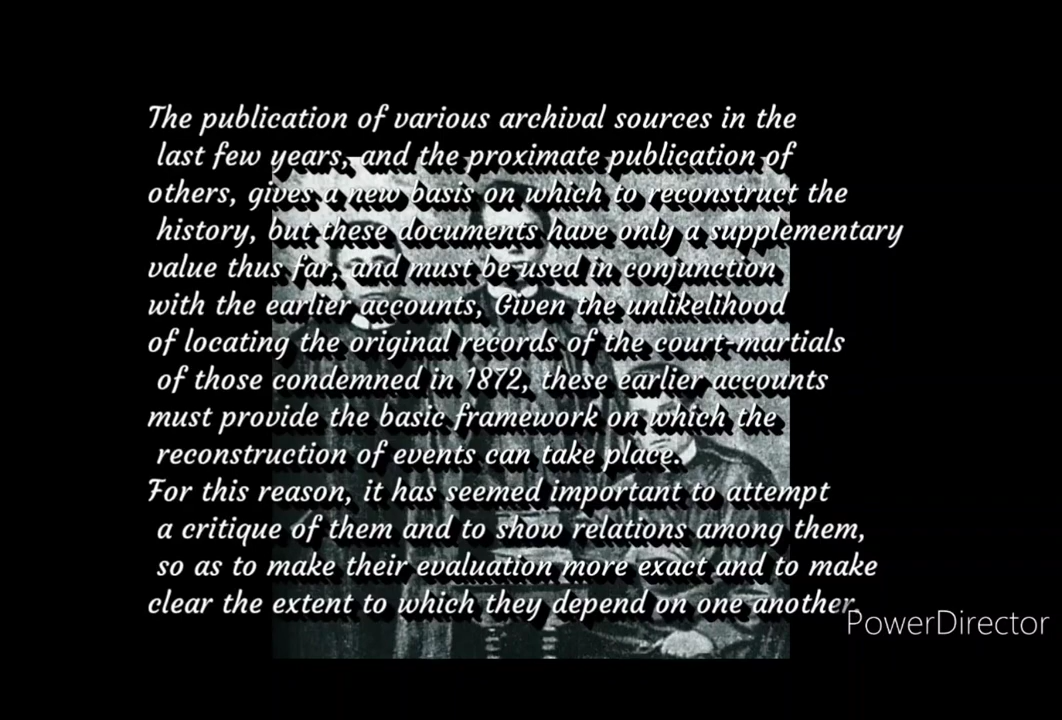 The publication of various archival sources in the
last few years, and the proximate publication of
others, gives a new basis on which to reconstruct the
history, but these documents have only a supplementary
value thus far, and must be used in conjunction
with the earlier accounts, Given the unlikelihood
of locating the original records of the court-martials
of those condemned in 1872, these earlier accounts
must provide the basic framework on which the
reconstruction of events can take place.
For this reason, it has seemed important to attempt
a critique of them and to show relations among them,
so as to make their evaluation more exact and to make
clear the extent to which they depend on one another.
PowerDirector